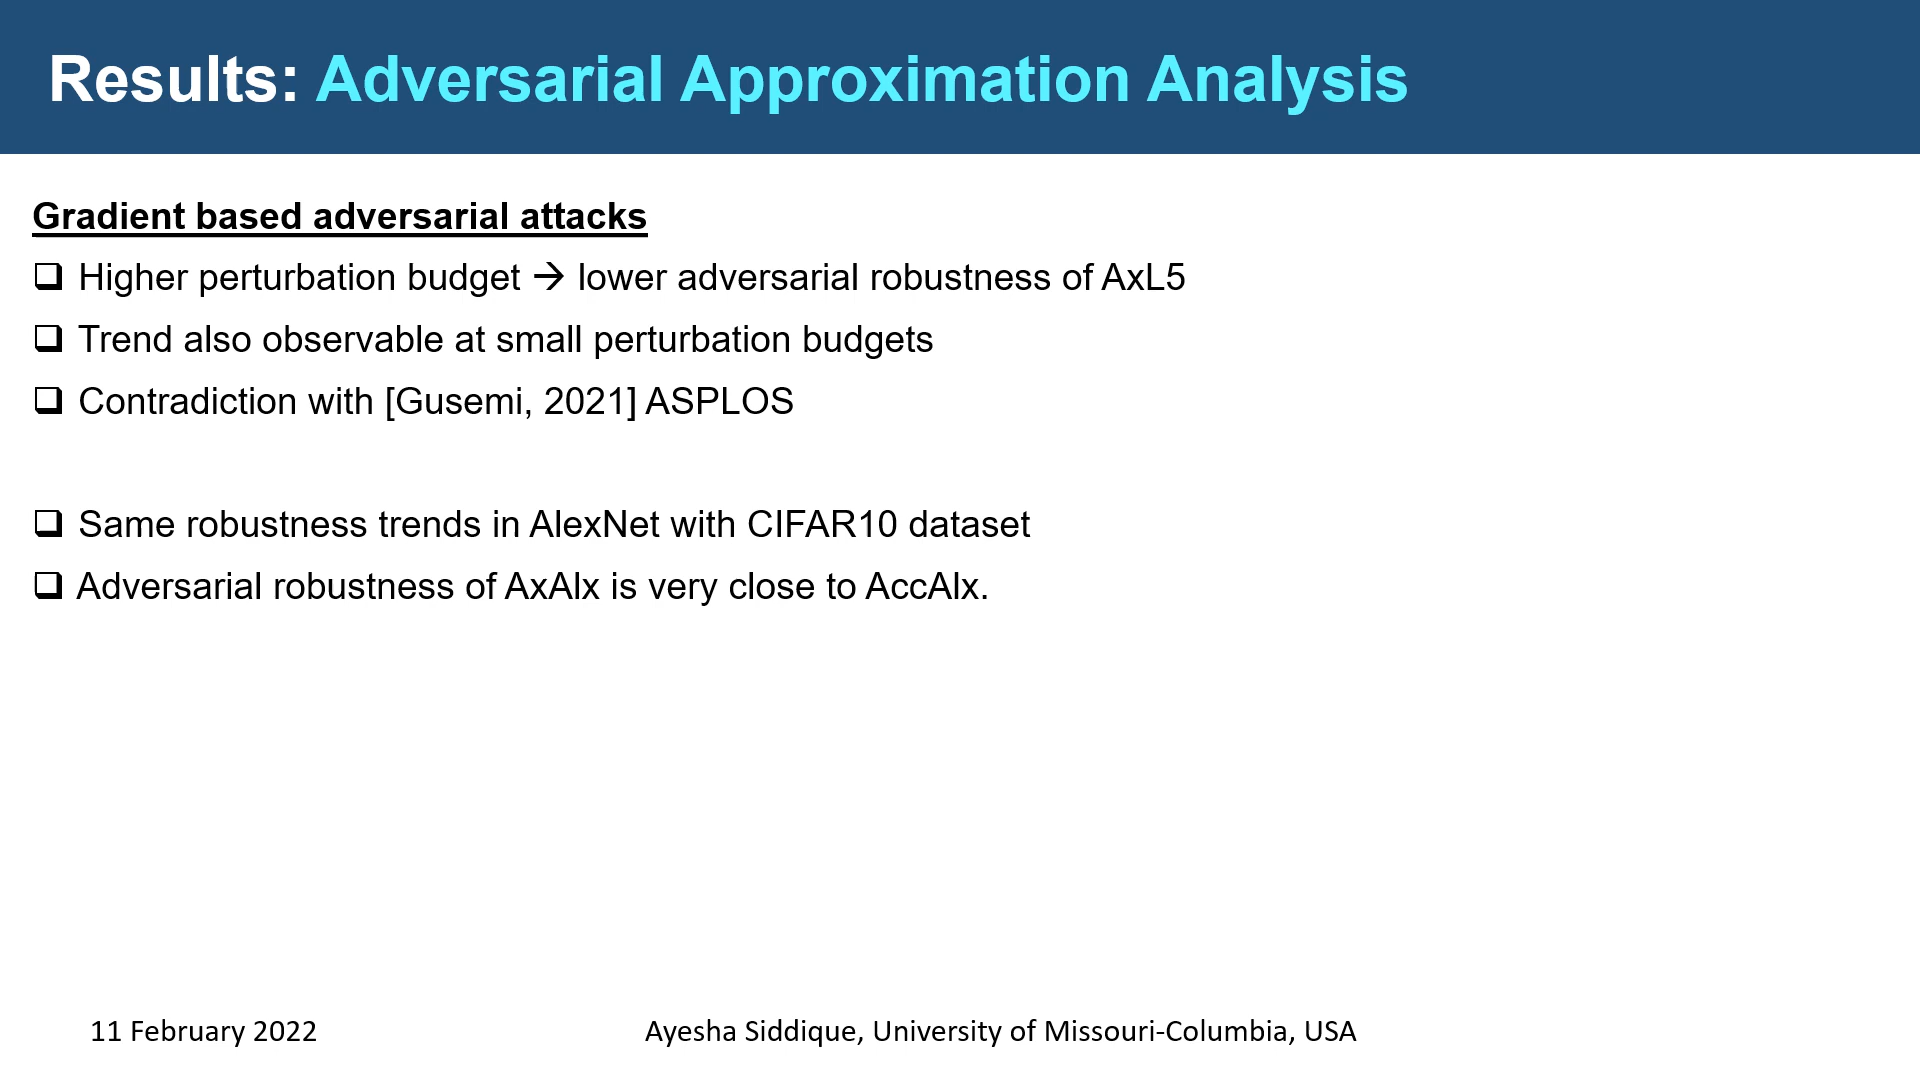 Results: Adversarial Approximation Analysis
Gradient based adversarial attacks
❑ Higher perturbation budget → lower adversarial robustness of AxL5
❑ Trend also observable at small perturbation budgets
❑ Contradiction with [Gusemi, 2021] ASPLOS
❑ Same robustness trends in AlexNet with CIFAR10 dataset
❑ Adversarial robustness of AxAlx is very close to AccAlx.
11 February 2022
Ayesha Siddique, University of Missouri-Columbia, USA